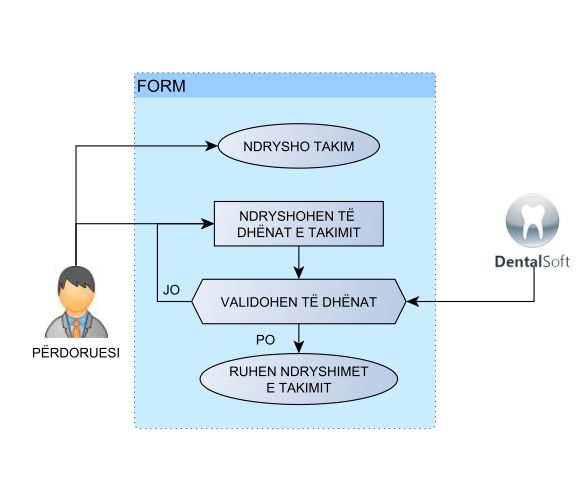 FORM
NDRYSHO TAKIM
NDRYSHOHEN TË
DHËNAT E TAKIMIT
DentalSoft
JO
VALIDOHEN TË DHËNAT
PO
PËRDORUESI
RUHEN NDRYSHIMET
E TAKIMIT